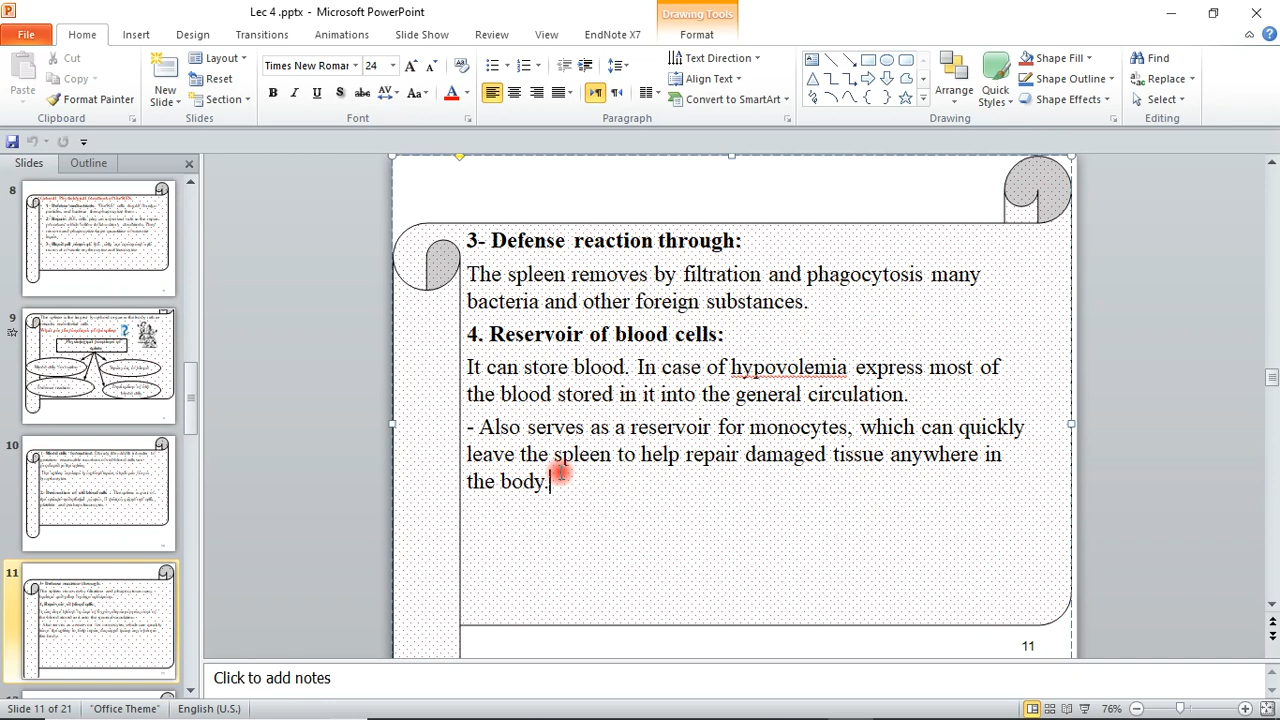 Lec 4 .pptx - Microsoft PowerPoint
Drawing Tools
File Home Insert Design Transitions Animations Slide Show Review View EndNote X7 Format
Paste
Cut
Copy
Format Painter
Clipboard
New Slide
Layout
Reset
Section
Slides
Times New Romar 24
Font
Text Direction
Align Text
Convert to SmartArt
Paragraph
Arrange
Quick Styles
Shape Fill
Shape Outline
Shape Effects
Drawing
Find
Replace
Select
Editing
Slides Outline
8
9
10
11
3- Defense reaction through:
The spleen removes by filtration and phagocytosis many
bacteria and other foreign substances.
4. Reservoir of blood cells:
It can store blood. In case of hypovolemia express most of
the blood stored in it into the general circulation.
- Also serves as a reservoir for monocytes, which can quickly
leave the spleen to help repair damaged tissue anywhere in
the body.
11
Click to add notes
Slide 11 of 21 "Office Theme" English (U.S.) 76%